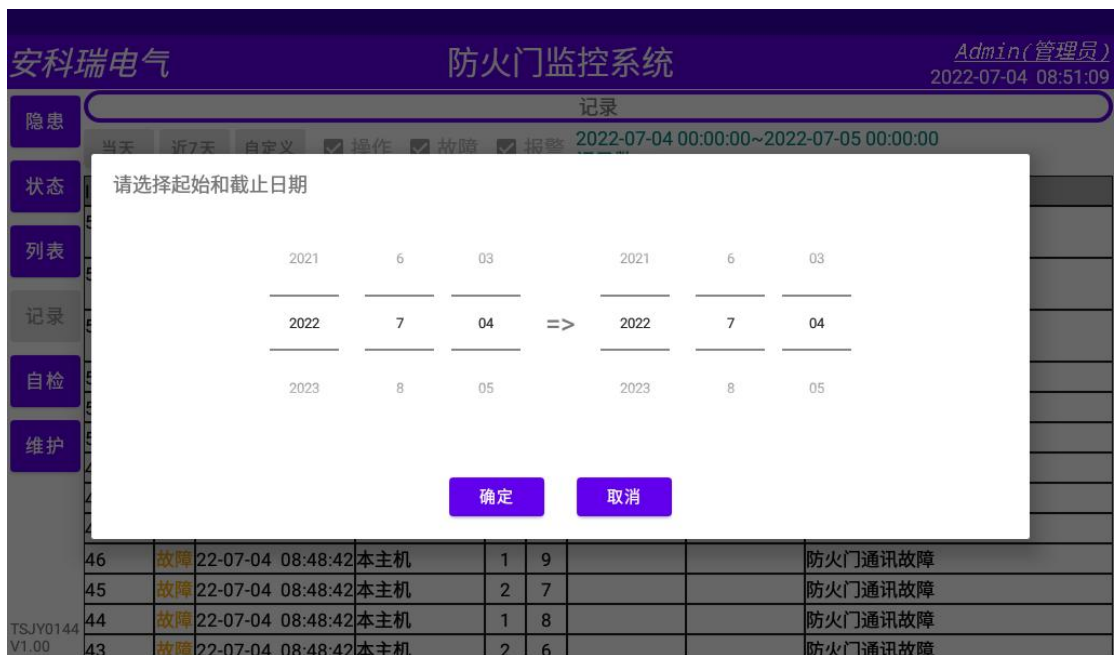 安科瑞电气
防火门监控系统
Admin(管理员)
2022-07-04 08:51:09
隐患
状态
列表
记录
自检
维护
TSJY0144
V1.00
记录
当天 近7天 自定义 操作 故障 报警
2022-07-04 00:00:00~2022-07-05 00:00:00
请选择起始和截止日期
2021 6 03 2021 6 03
2022 7 04 => 2022 7 04
2023 8 05 2023 8 05
确定 取消
46 故障 22-07-04 08:48:42 本主机 1 9 防火门通讯故障
45 故障 22-07-04 08:48:42 本主机 2 7 防火门通讯故障
44 故障 22-07-04 08:48:42 本主机 1 8 防火门通讯故障
43 故障 22-07-04 08:48:42 本主机 2 6 防火门通讯故障